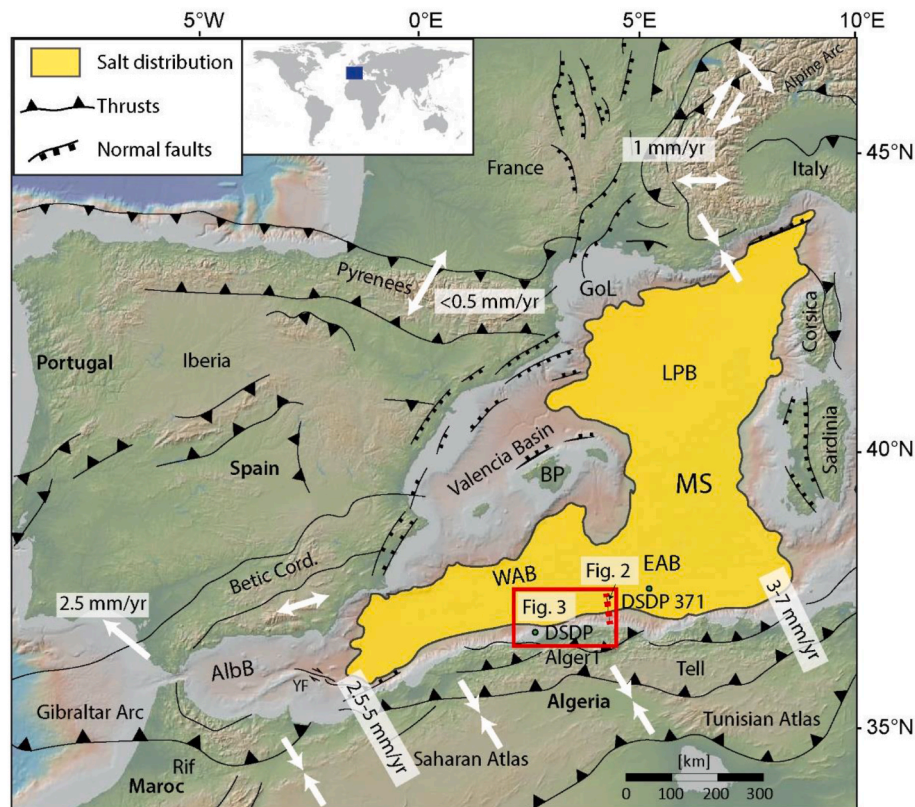 5°W
0°E
5°E
10°E
Salt distribution
Thrusts
Normal faults
Alpine Arc
1 mm/yr
France
Italy
45°N
Pyrenees
<0.5 mm/yr
GoL
Corsica
Portugal
Iberia
LPB
Sardinia
40°N
Spain
Valencia Basin
BP
MS
Betic Cord.
WAB
EAB
Fig. 2
DSDP 371
Fig. 3
DSDP
2.5 mm/yr
3-7 mm/yr
AlbB
YF
Alger
Tell
Algeria
2.5-5 mm/yr
Gibraltar Arc
Tunisian Atlas
35°N
Rif
Saharan Atlas
Maroc
[km]
0 100 200 300